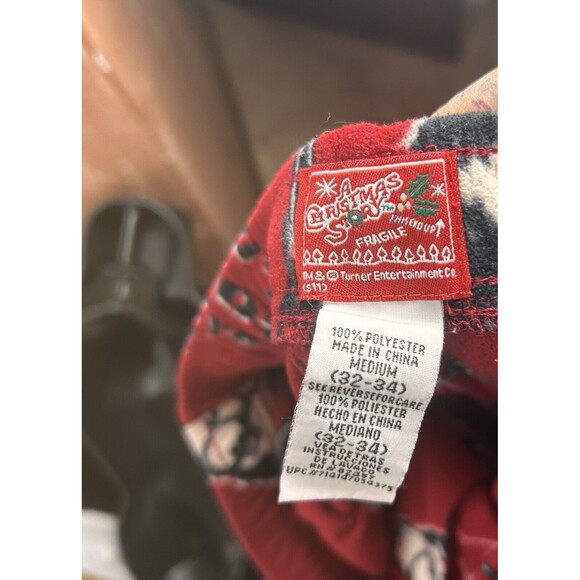 A
CHRISTMAS
STORY™
THIS END UP↑
FRAGILE
TM & © Turner Entertainment Co.
(s11)
100% POLYESTER
MADE IN CHINA
MEDIUM
(32-34)
SEE REVERSE FOR CARE
100% POLIESTER
HECHO EN CHINA
MEDIANO
(32-34)
VEA DETRAS
INSTRUCCIONES
DE LAVADO